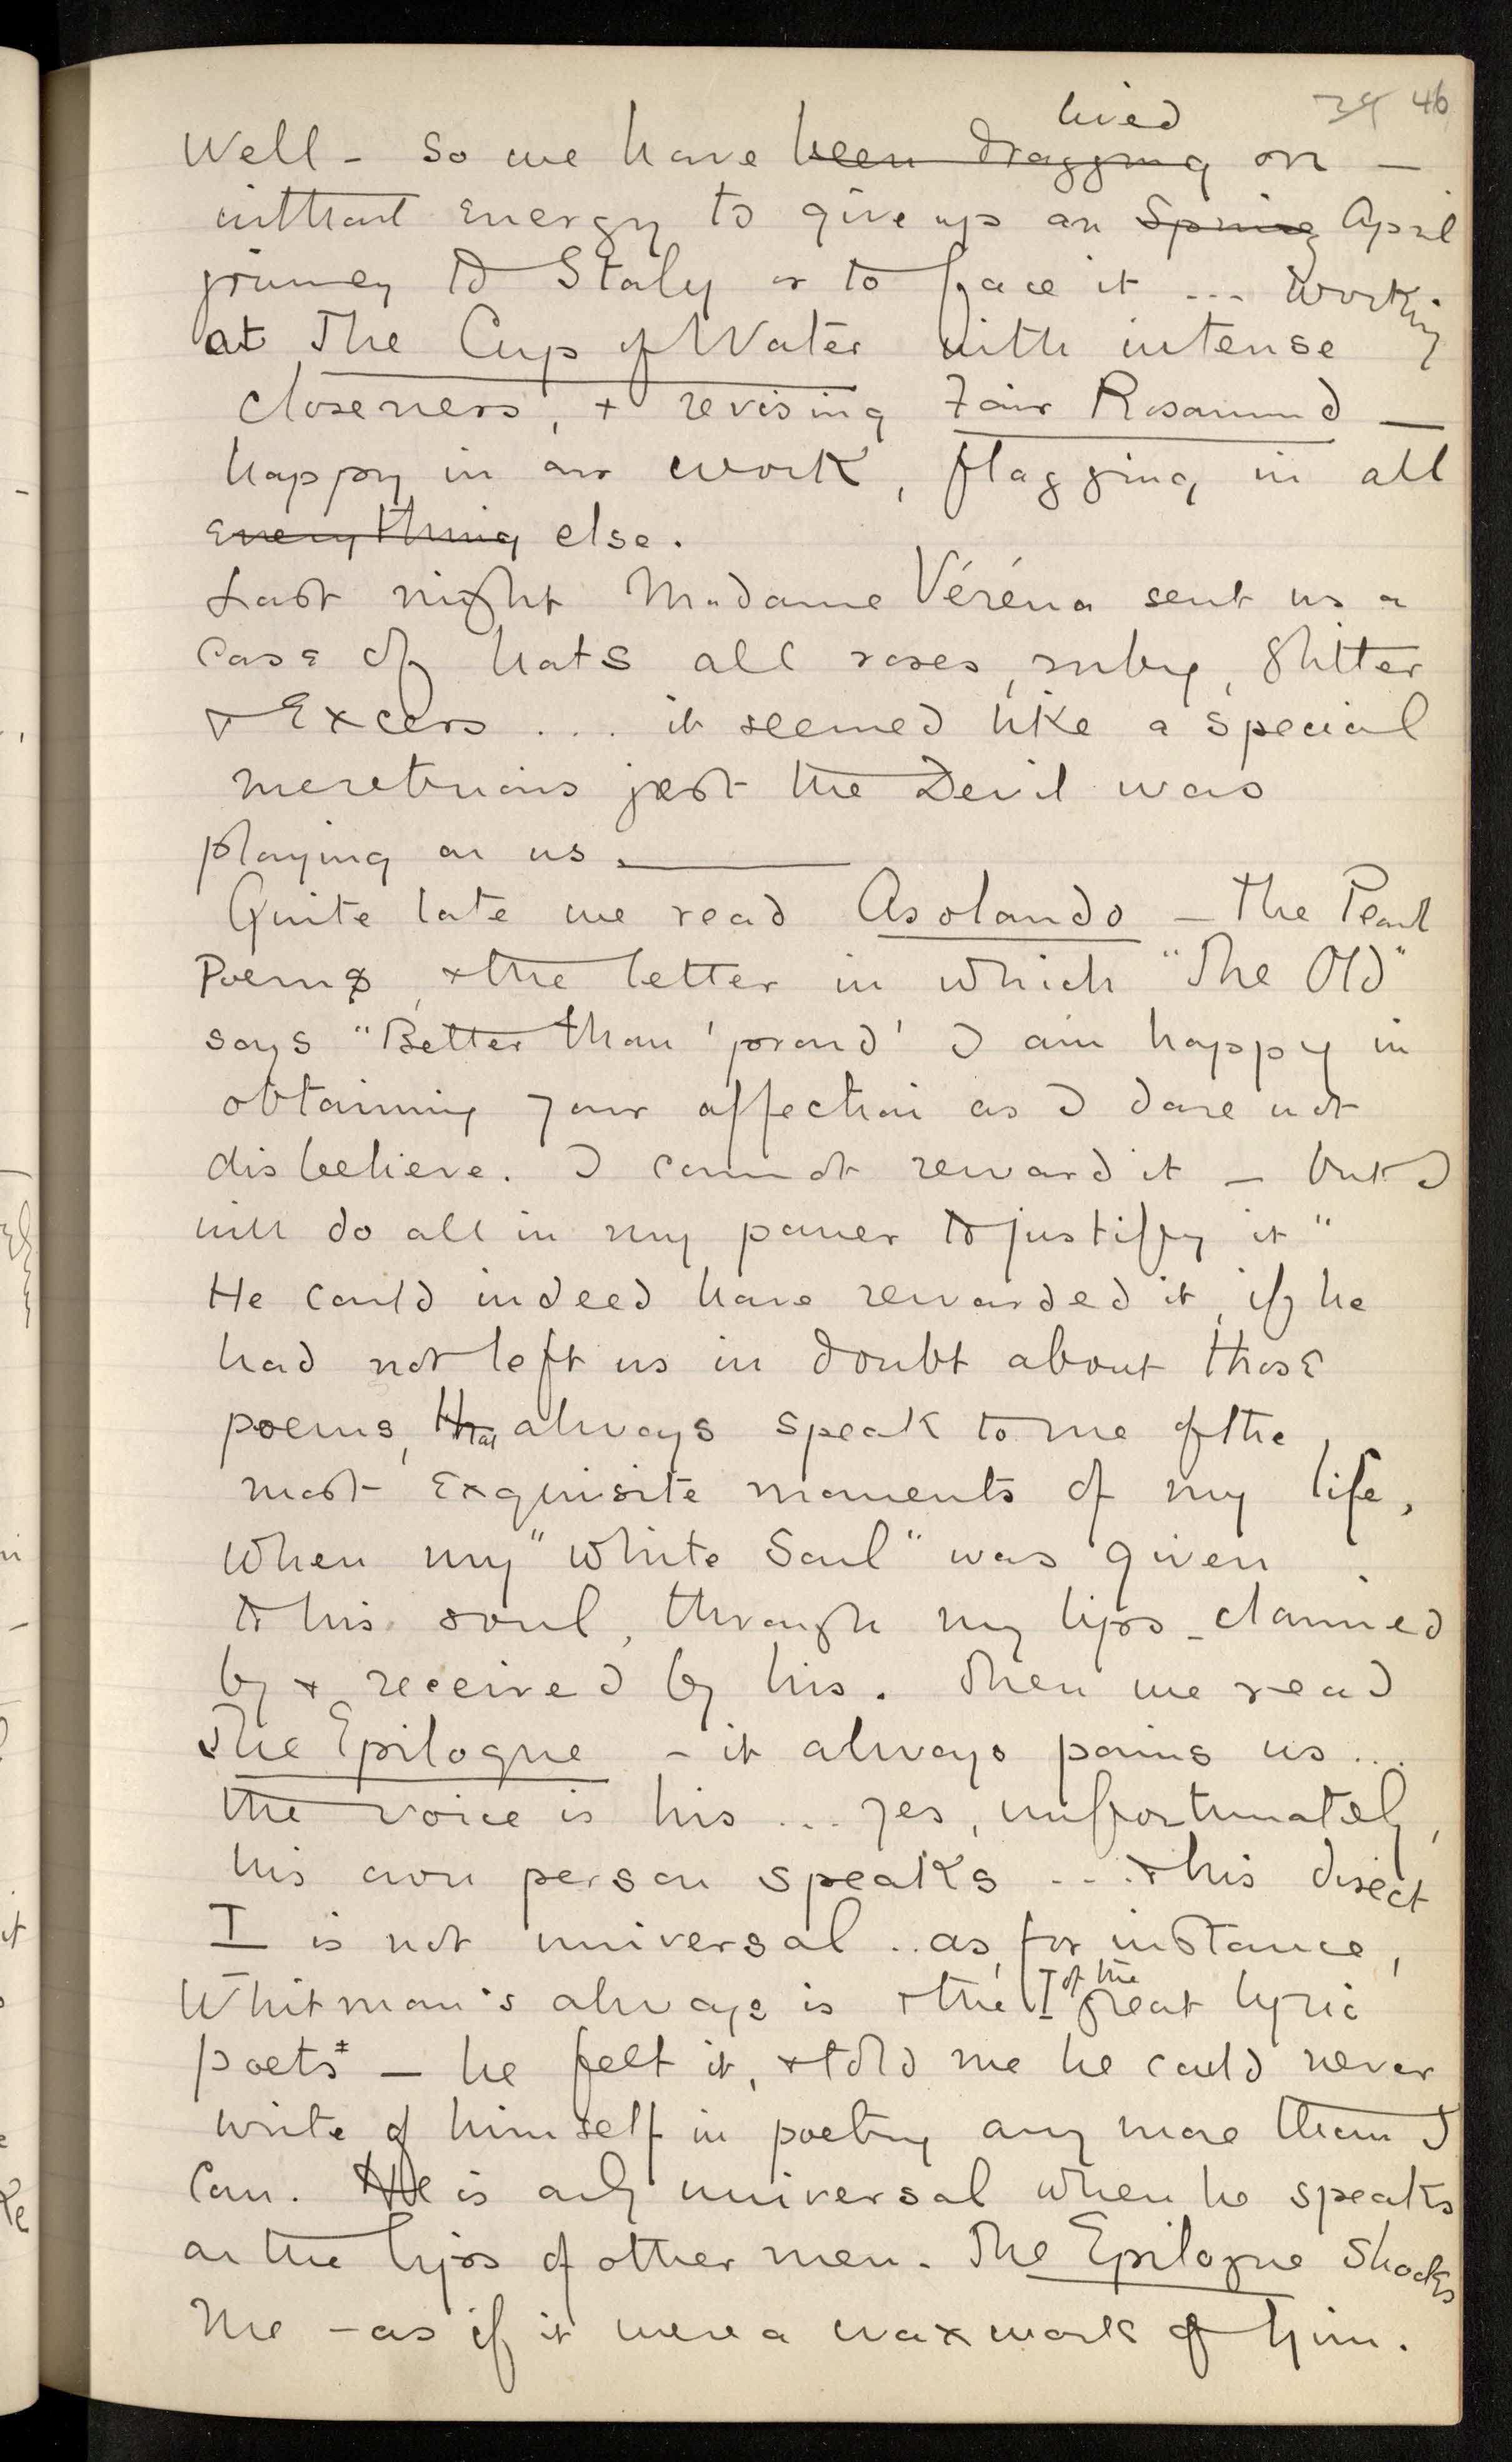 39 46
lived
Well - So we have been dragging on —
without energy to give up an Spring April
journey to Italy or to face it ... working
at The Cup of Water with intense
closeness, + revising Fair Rosamund —
happy in our work, flagging in all
everything else.
Last night Madame Véréna sent us a
case of hats all roses, ruby, glitter
& Excess .... it seemed like a special
meretricious jest the Devil was
playing on us. ———
Quite late we read Asolando — The Pearl
Poems, + the letter in which "The Old"
says "Better than 'proud' I am happy in
obtaining your affection as I dare not
disbelieve. I cannot reward it — but I
will do all in my power to justify it"
He could indeed have rewarded it, if he
had not left us in doubt about those
poems, that always speak to me of the
most exquisite moments of my life,
when my "white Soul" was given
to his soul, through my lips - claimed
by + received by his. Then we read
The Epilogue - it always pains us ...
the voice is his ... yes, unfortunately,
his own person speaks .... + his direct
I is not universal .. as, for instance,
Whitman's always is + the I of the great lyric
poets — he felt it, + told me he could never
write of himself in poetry any more than I
can. He is only universal when he speaks
on the lips of other men. The Epilogue shocks
me - as if it were a waxwork of him.